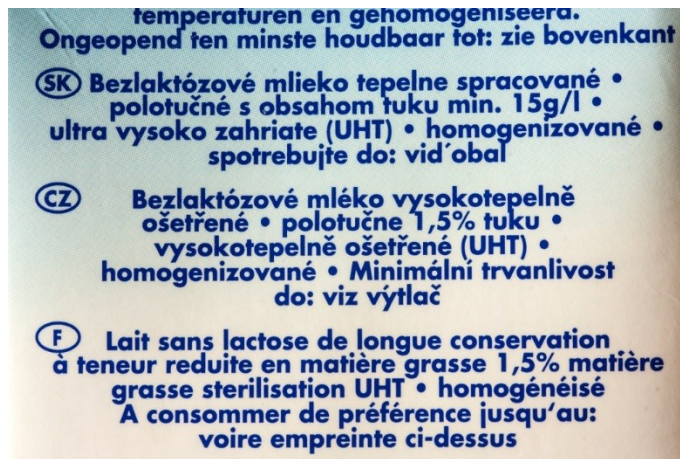 temperaturen en gehomogeniseerd.
Ongeopend ten minste houdbaar tot: zie bovenkant
SK Bezlaktózové mlieko tepelne spracované •
polotučné s obsahom tuku min. 15g/l •
ultra vysoko zahriate (UHT) • homogenizované •
spotrebujte do: vid´obal
CZ Bezlaktózové mléko vysokotepelně
ošetřené • polotučne 1,5% tuku •
vysokotepelně ošetřené (UHT) •
homogenizované • Minimální trvanlivost
do: viz výtlač
F Lait sans lactose de longue conservation
à teneur reduite en matière grasse 1,5% matière
grasse sterilisation UHT • homogénéisé
A consommer de préférence jusqu‘au:
voire empreinte ci-dessus